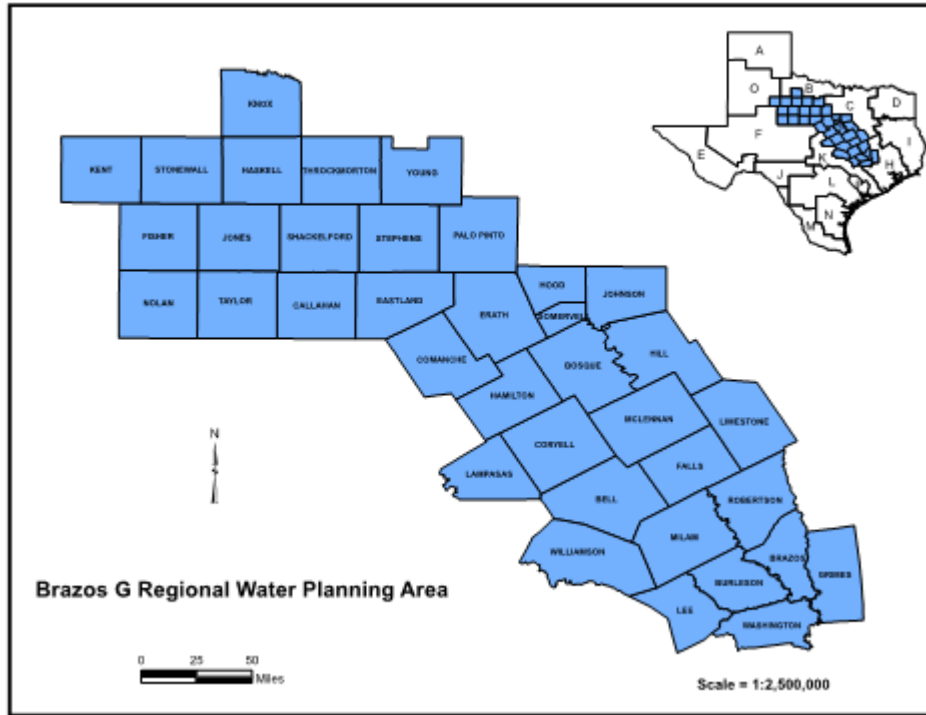 A
O
B
C
D
E
F
I
K
H
J
L
N
M
KNOX
KENT
STONEWALL
HASKELL
THROCKMORTON
YOUNG
FISHER
JONES
SHACKELFORD
STEPHENS
PALO PINTO
NOLAN
TAYLOR
CALLAHAN
EASTLAND
ERATH
HOOD
JOHNSON
SOMERVELL
COMANCHE
BOSQUE
HILL
HAMILTON
MCLENNAN
LIMESTONE
CORYELL
FALLS
LAMPASAS
BELL
ROBERTSON
MILAM
WILLIAMSON
BRAZOS
GRIMES
BURLESON
LEE
WASHINGTON
N
Brazos G Regional Water Planning Area
0 25 50
Miles
Scale = 1:2,500,000